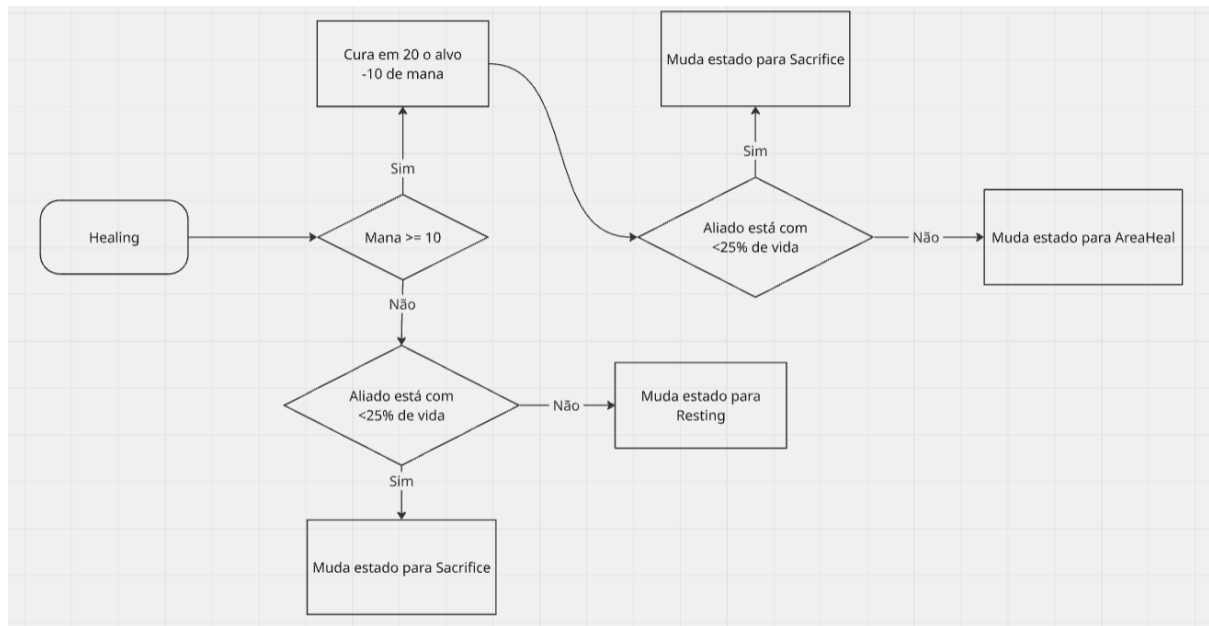 Cura em 20 o alvo
-10 de mana
Muda estado para Sacrifice
Sim
Sim
Healing
Mana >= 10
Aliado está com
<25% de vida
Não
Muda estado para AreaHeal
Não
Aliado está com
<25% de vida
Não
Muda estado para
Resting
Sim
Muda estado para Sacrifice